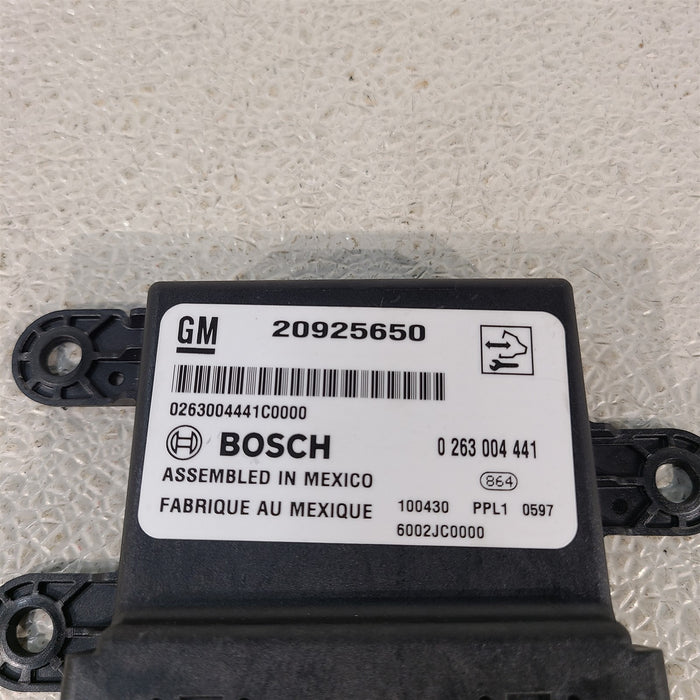 GM 20925650
0263004441C0000
BOSCH 0 263 004 441
ASSEMBLED IN MEXICO 864
FABRIQUE AU MEXIQUE 100430 PPL1 0597
6002JC0000